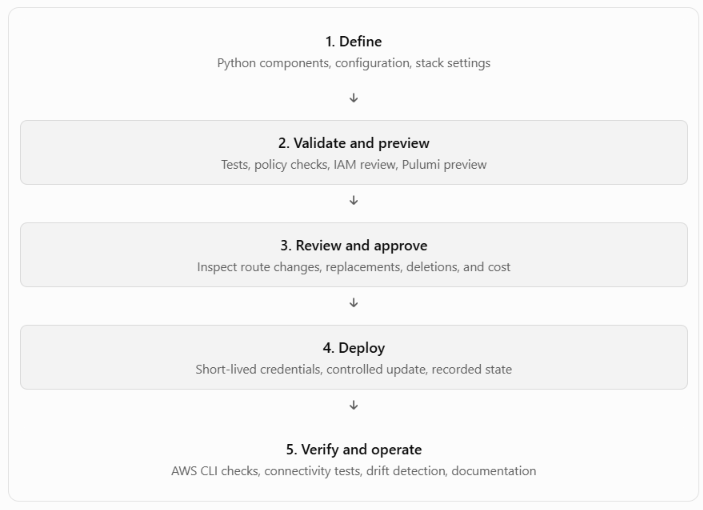 1. Define
Python components, configuration, stack settings
↓
2. Validate and preview
Tests, policy checks, IAM review, Pulumi preview
↓
3. Review and approve
Inspect route changes, replacements, deletions, and cost
↓
4. Deploy
Short-lived credentials, controlled update, recorded state
↓
5. Verify and operate
AWS CLI checks, connectivity tests, drift detection, documentation